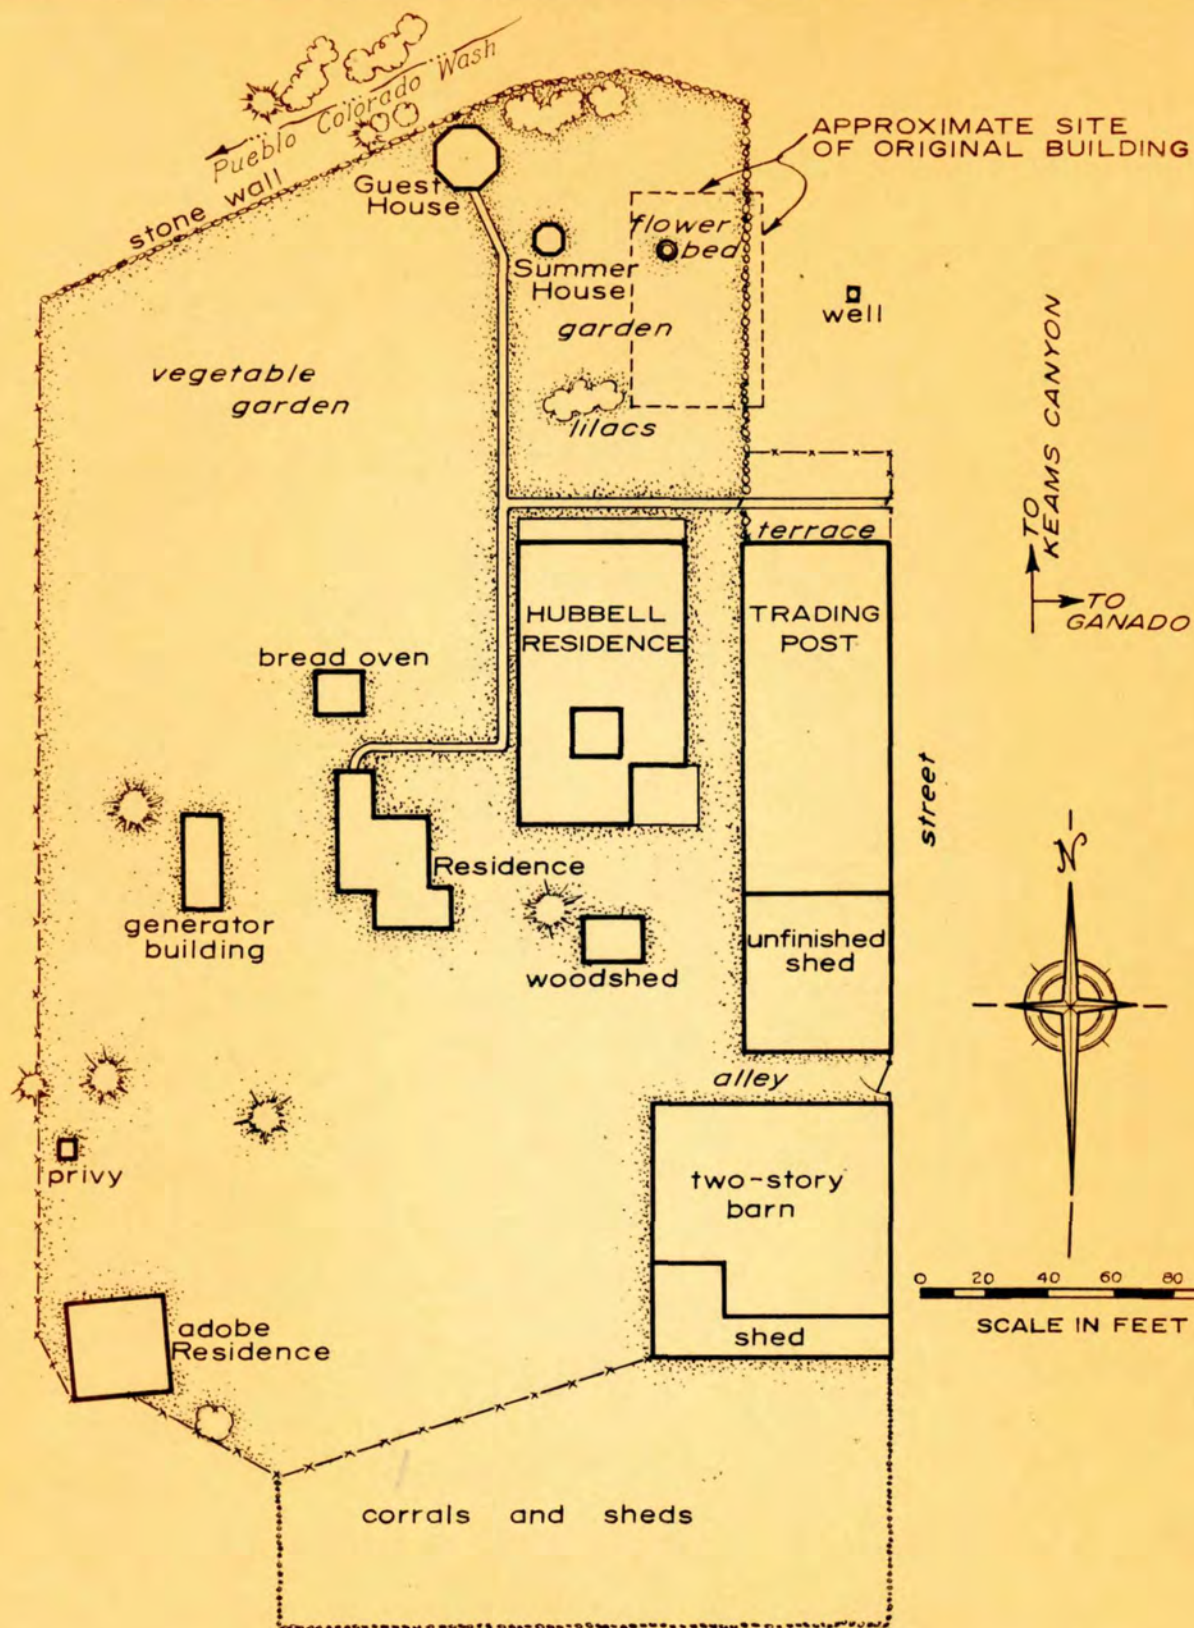 Pueblo Colorado Wash
stone wall
APPROXIMATE SITE
OF ORIGINAL BUILDING
Guest
House
flower
bed
Summer
House
well
garden
vegetable
garden
lilacs
TO
KEAMS CANYON
TO
GANADO
terrace
HUBBELL
RESIDENCE
TRADING
POST
bread oven
street
N
Residence
generator
building
woodshed
unfinished
shed
alley
privy
two-story
barn
0 20 40 60 80
SCALE IN FEET
adobe
Residence
shed
corrals and sheds